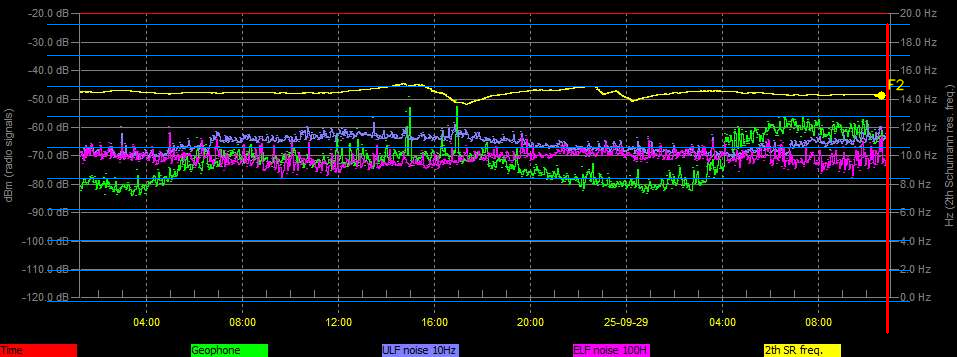 -20.0 dB 20.0 Hz
-30.0 dB 18.0 Hz
-40.0 dB 16.0 Hz
F2
-50.0 dB 14.0 Hz
-60.0 dB 12.0 Hz
-70.0 dB 10.0 Hz
-80.0 dB 8.0 Hz
-90.0 dB 6.0 Hz
-100.0 dB 4.0 Hz
-110.0 dB 2.0 Hz
-120.0 dB 0.0 Hz
dBm (radio signals)
Hz (2th Schumann res. freq.)
04:00 08:00 12:00 16:00 20:00 25-09-29 04:00 08:00
Time Geophone ULF noise 10Hz ELF noise 100H 2th SR freq.